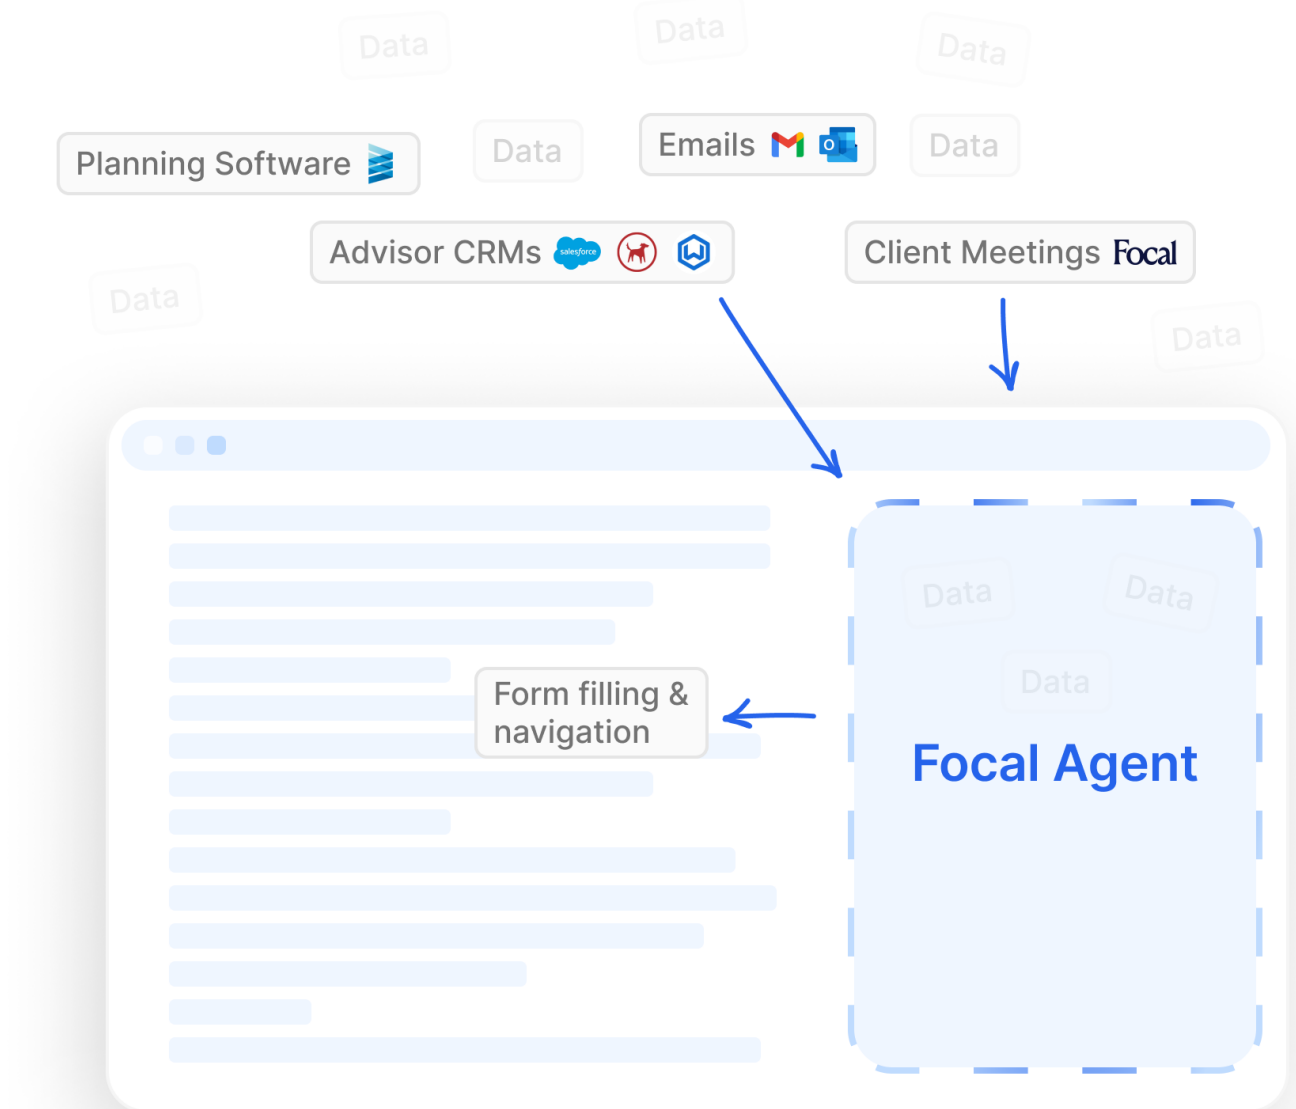 Data
Data
Data
Planning Software
Data
Emails
Data
Advisor CRMs salesforce
Client Meetings Focal
Data
Data
Data
Data
Data
Form filling &
navigation
Focal Agent